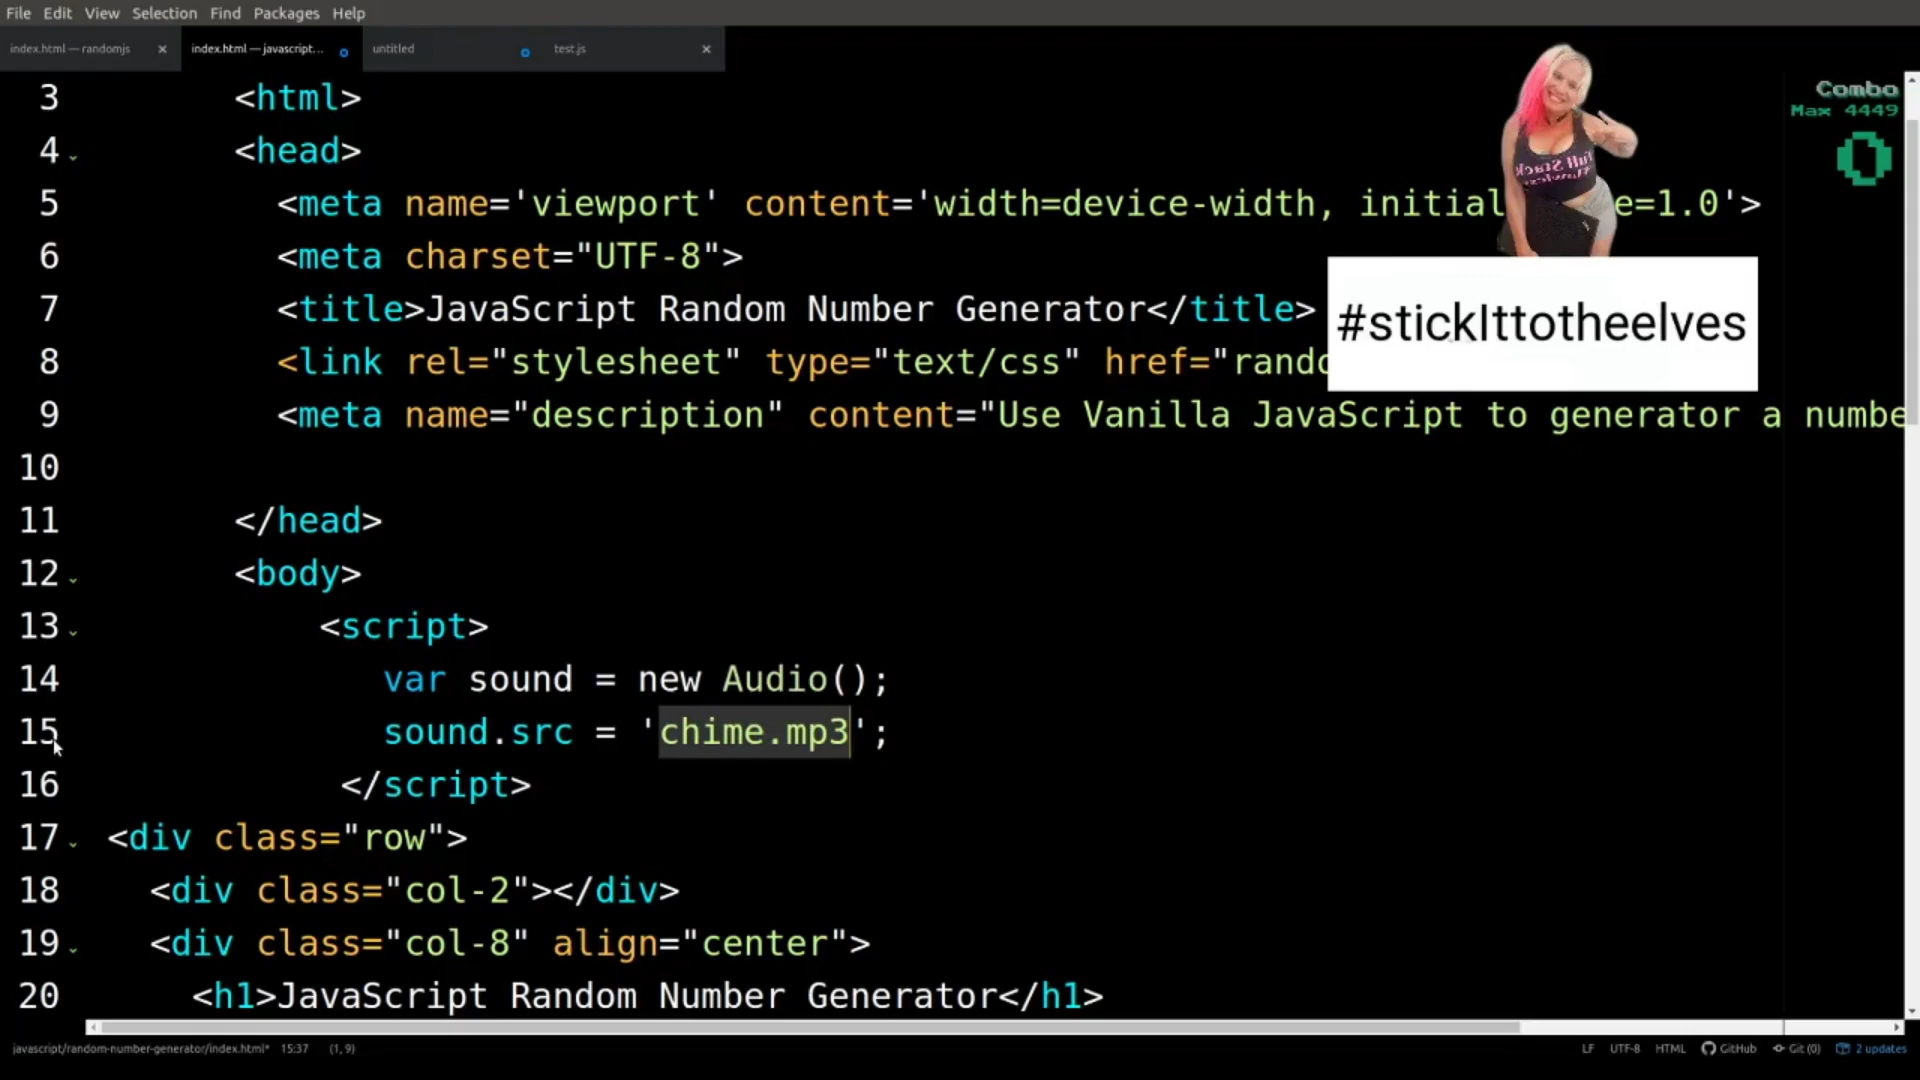 File Edit View Selection Find Packages Help
index.html — randomjs
index.html — javascript...
untitled
test.js
Combo
Max 4449
0
3 <html>
4 <head>
5 <meta name='viewport' content='width=device-width, initial e=1.0'>
6 <meta charset="UTF-8">
7 <title>JavaScript Random Number Generator</title>
#stickIttotheelves
8 <link rel="stylesheet" type="text/css" href="rando
9 <meta name="description" content="Use Vanilla JavaScript to generator a numbe
10
11 </head>
12 <body>
13 <script>
14 var sound = new Audio();
15 sound.src = 'chime.mp3';
16 </script>
17 <div class="row">
18 <div class="col-2"></div>
19 <div class="col-8" align="center">
20 <h1>JavaScript Random Number Generator</h1>
Full Stack
javascript/random-number-generator/index.html* 15:37 (1, 9)
LF UTF-8 HTML GitHub Git (0) 2 updates